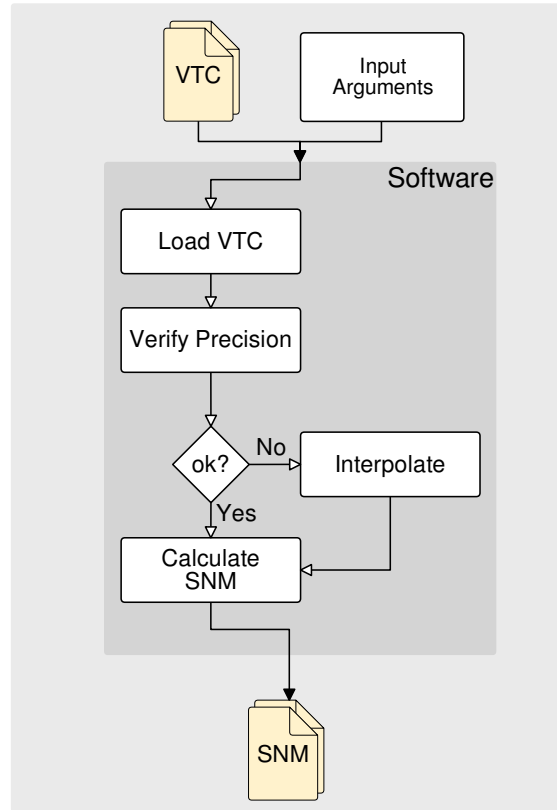 VTC
Input
Arguments
Software
Load VTC
Verify Precision
ok?
No
Interpolate
Yes
Calculate
SNM
SNM